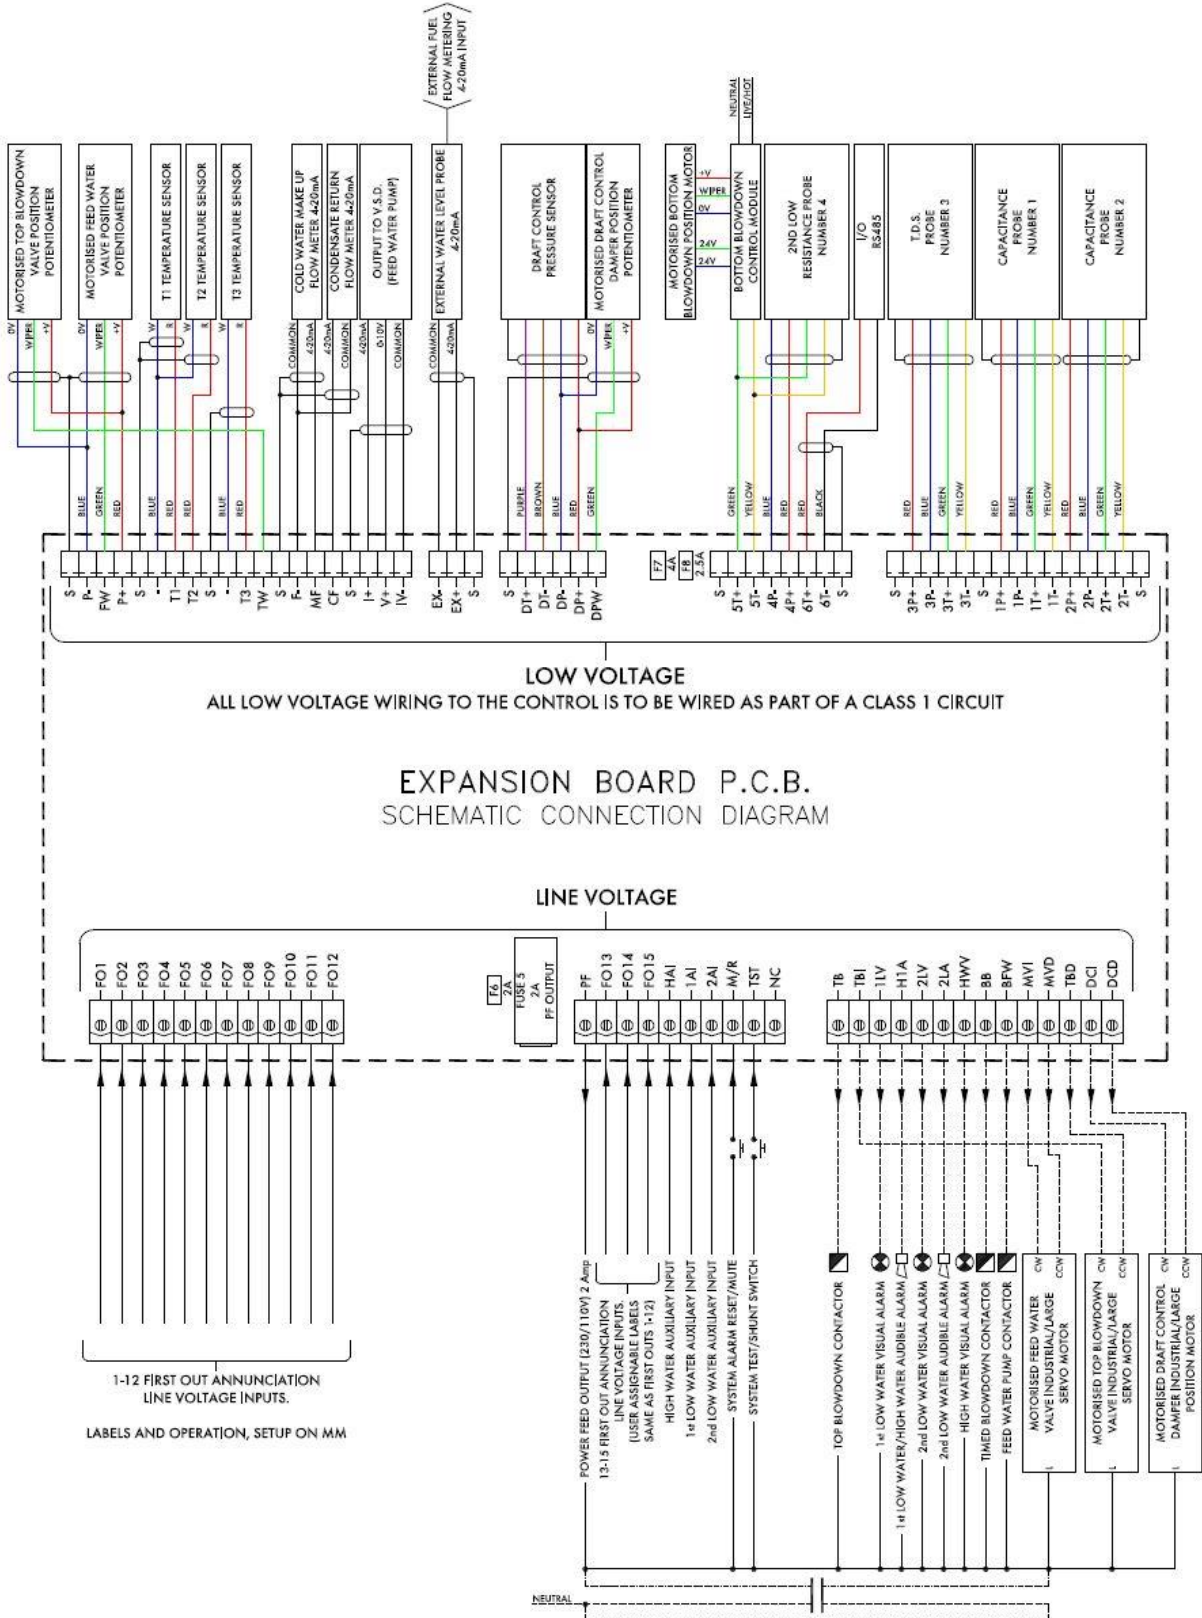 EXTERNAL FUEL
FLOW METERING
4-20mA INPUT
MOTORISED TOP BLOWDOWN
VALVE POSITION
POTENTIOMETER
MOTORISED FEED WATER
VALVE POSITION
POTENTIOMETER
T1 TEMPERATURE SENSOR
T2 TEMPERATURE SENSOR
T3 TEMPERATURE SENSOR
COLD WATER MAKE UP
FLOW METER 4-20mA
CONDENSATE RETURN
FLOW METER 4-20mA
OUTPUT TO V.S.D.
(FEED WATER PUMP)
EXTERNAL WATER LEVEL PROBE
4-20mA
DRAFT CONTROL
PRESSURE SENSOR
MOTORISED DRAFT CONTROL
DAMPER POSITION
POTENTIOMETER
MOTORISED BOTTOM
BLOWDOWN POSITION MOTOR
+V
WIPER
0V
24V
24V
NEUTRAL
LIVE/HOT
BOTTOM BLOWDOWN
CONTROL MODULE
2ND LOW
RESISTANCE PROBE
NUMBER 4
I/O
RS485
T.D.S.
PROBE
NUMBER 3
CAPACITANCE
PROBE
NUMBER 1
CAPACITANCE
PROBE
NUMBER 2
0V
WIPER
+V
0V
WIPER
+V
W
R
W
R
W
R
COMMON
4-20mA
4-20mA
COMMON
4-20mA
0-10V
COMMON
COMMON
4-20mA
0V
WIPER
+V
BLUE
GREEN
RED
BLUE
RED
RED
BLUE
RED
PURPLE
BROWN
BLUE
RED
GREEN
GREEN
YELLOW
BLUE
RED
RED
BLACK
RED
BLUE
GREEN
YELLOW
RED
BLUE
GREEN
YELLOW
RED
BLUE
GREEN
YELLOW
F7
4A
F8
2.5A
S
P-
FW
P+
S
-
T1
T2
S
-
T3
TW
S
F-
MF
CF
S
I+
V+
IV-
EX-
EX+
S
S
DT+
DT-
DP-
DP+
DPW
S
5T+
5T-
4P-
4P+
6T+
6T-
S
S
3P+
3P-
3T+
3T-
S
1P+
1P-
1T+
1T-
2P+
2P-
2T+
2T-
S
LOW VOLTAGE
ALL LOW VOLTAGE WIRING TO THE CONTROL IS TO BE WIRED AS PART OF A CLASS 1 CIRCUIT
EXPANSION BOARD P.C.B.
SCHEMATIC CONNECTION DIAGRAM
LINE VOLTAGE
FO1
FO2
FO3
FO4
FO5
FO6
FO7
FO8
FO9
FO10
FO11
FO12
F6
2A
FUSE 5
2A
PF OUTPUT
PF
FO13
FO14
FO15
HAI
1AI
2AI
M/R
TST
NC
TB
TBI
1LV
H1A
2LV
2LA
HWV
BB
BFW
MVI
MVD
TBD
DCI
DCD
1-12 FIRST OUT ANNUNCIATION
LINE VOLTAGE INPUTS.
LABELS AND OPERATION, SETUP ON MM
POWER FEED OUTPUT (230/110V) 2 Amp
13-15 FIRST OUT ANNUNCIATION
LINE VOLTAGE INPUTS.
(USER ASSIGNABLE LABELS
SAME AS FIRST OUTS 1-12)
HIGH WATER AUXILIARY INPUT
1st LOW WATER AUXILIARY INPUT
2nd LOW WATER AUXILIARY INPUT
SYSTEM ALARM RESET/MUTE
SYSTEM TEST/SHUNT SWITCH
TOP BLOWDOWN CONTACTOR
1st LOW WATER VISUAL ALARM
1st LOW WATER/HIGH WATER AUDIBLE ALARM
2nd LOW WATER VISUAL ALARM
2nd LOW WATER AUDIBLE ALARM
HIGH WATER VISUAL ALARM
TIMED BLOWDOWN CONTACTOR
FEED WATER PUMP CONTACTOR
CW
CCW
MOTORISED FEED WATER
VALVE INDUSTRIAL/LARGE
SERVO MOTOR
L
CW
CCW
MOTORISED TOP BLOWDOWN
VALVE INDUSTRIAL/LARGE
SERVO MOTOR
L
CW
CCW
MOTORISED DRAFT CONTROL
DAMPER INDUSTRIAL/LARGE
POSITION MOTOR
L
NEUTRAL